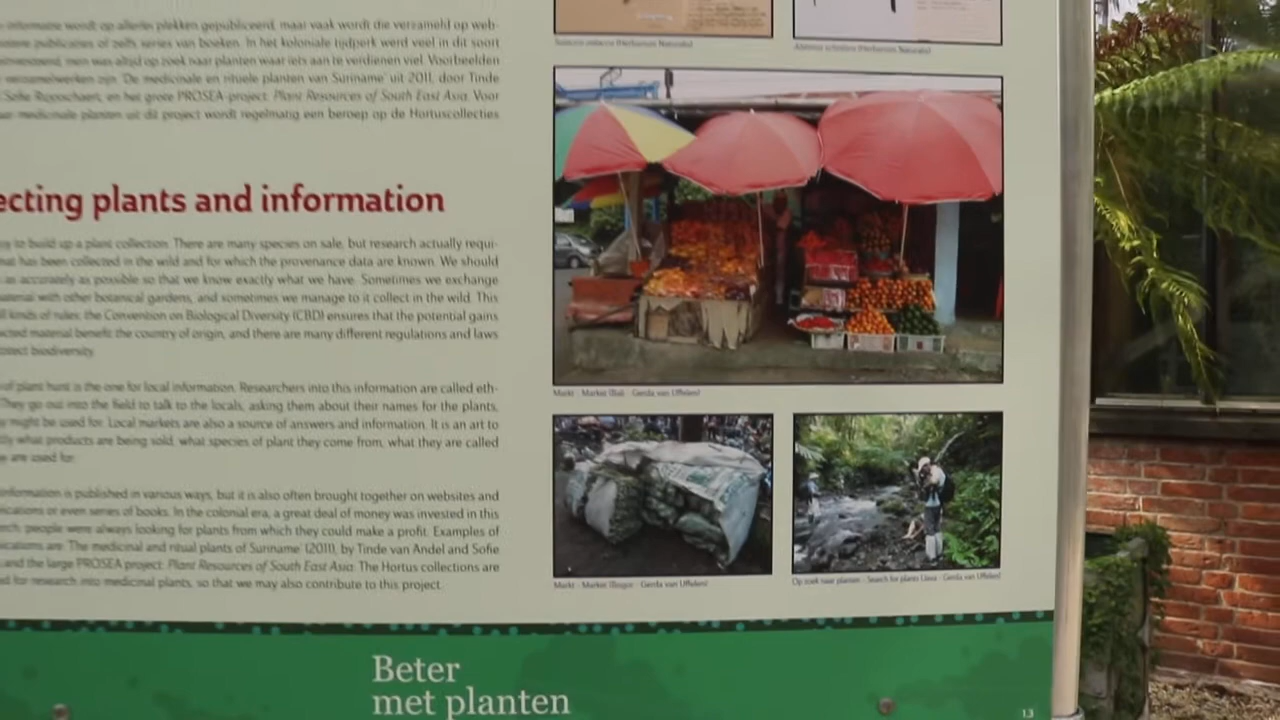 informatie wordt op allerlei plekken gepubliceerd, maar vaak wordt die verzameld op web-
publicaties of zelfs series van boeken. In het koloniale tijdperk werd veel in dit soort
men was altijd op zoek naar planten waar iets aan te verdienen viel. Voorbeelden
verzamelwerken zijn 'De medicinale en rituele planten van Suriname' uit 2011, door Tinde
Sofie Ruysschaert, en het grote PROSEA-project: Plant Resources of South East Asia. Voor
medicinale planten uit dit project wordt regelmatig een beroep op de Hortuscollecties
ecting plants and information
to build up a plant collection. There are many species on sale, but research actually requi-
has been collected in the wild and for which the provenance data are known. We should
as accurately as possible so that we know exactly what we have. Sometimes we exchange
material with other botanical gardens, and sometimes we manage to it collect in the wild. This
kinds of rules: the Convention on Biological Diversity (CBD) ensures that the potential gains
material benefit the country of origin, and there are many different regulations and laws
biodiversity.
of plant hunt is the one for local information. Researchers into this information are called eth-
They go out into the field to talk to the locals, asking them about their names for the plants,
might be used for. Local markets are also a source of answers and information. It is an art to
what products are being sold, what species of plant they come from, what they are called
are used for.
information is published in various ways, but it is also often brought together on websites and
or even series of books. In the colonial era, a great deal of money was invested in this
people were always looking for plants from which they could make a profit. Examples of
are: 'The medicinal and ritual plants of Suriname' (2011), by Tinde van Andel and Sofie
and the large PROSEA project: Plant Resources of South East Asia. The Hortus collections are
for research into medicinal plants, so that we may also contribute to this project.
Markt - Market (Bali - Gerda van Uffelen)
Markt - Market (Bogor - Gerda van Uffelen)
Op zoek naar planten - Search for plants (Java - Gerda van Uffelen)
Beter
met planten
13